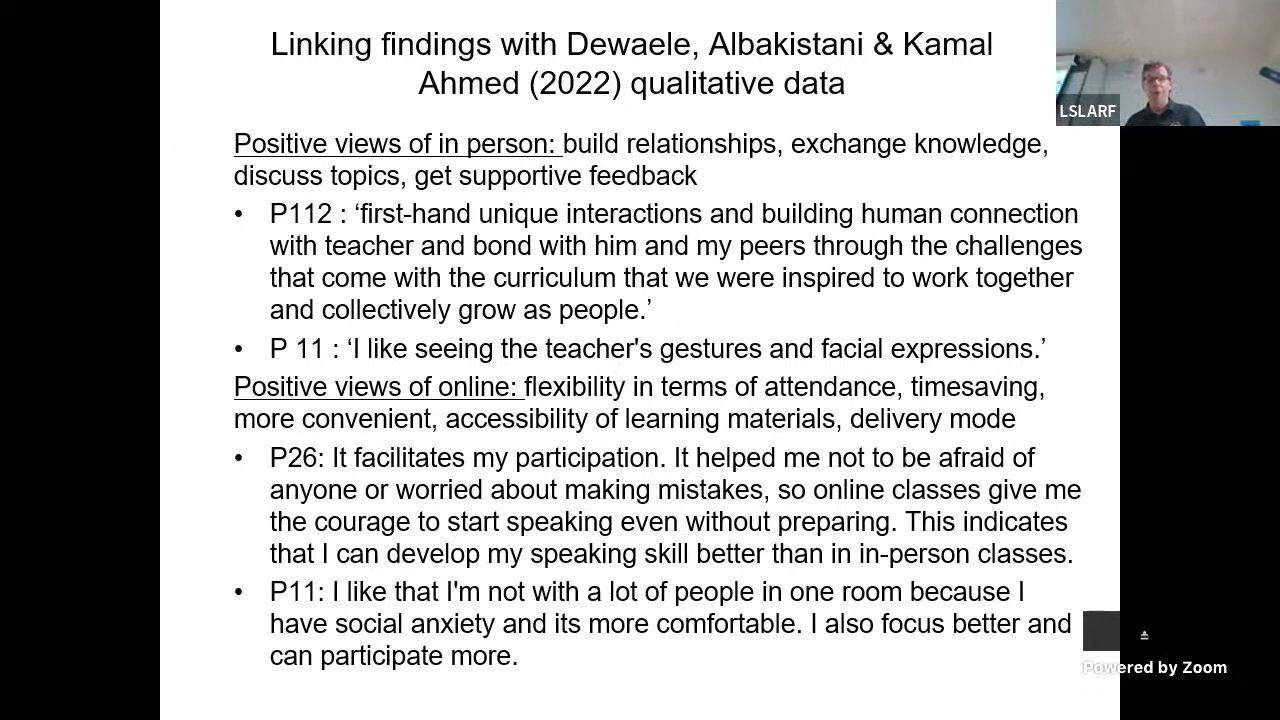 Linking findings with Dewaele, Albakistani & Kamal
Ahmed (2022) qualitative data
LSLARF
Positive views of in person: build relationships, exchange knowledge,
discuss topics, get supportive feedback
• P112 : ‘first-hand unique interactions and building human connection
with teacher and bond with him and my peers through the challenges
that come with the curriculum that we were inspired to work together
and collectively grow as people.’
• P 11 : ‘I like seeing the teacher's gestures and facial expressions.’
Positive views of online: flexibility in terms of attendance, timesaving,
more convenient, accessibility of learning materials, delivery mode
• P26: It facilitates my participation. It helped me not to be afraid of
anyone or worried about making mistakes, so online classes give me
the courage to start speaking even without preparing. This indicates
that I can develop my speaking skill better than in in-person classes.
• P11: I like that I'm not with a lot of people in one room because I
have social anxiety and its more comfortable. I also focus better and
can participate more.
Powered by Zoom